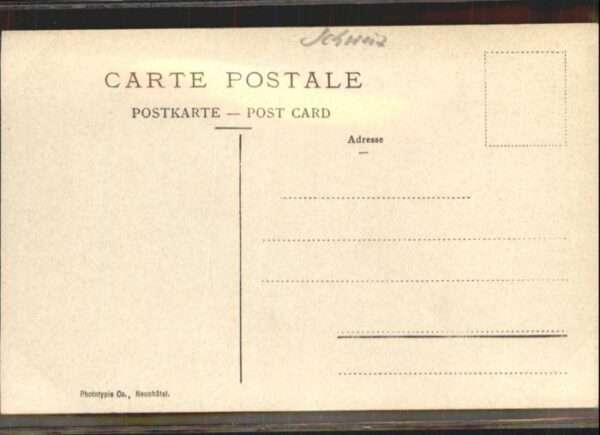 Schweiz
CARTE POSTALE
POSTKARTE — POST CARD
Adresse
Phototypie Co., Neuchâtel.